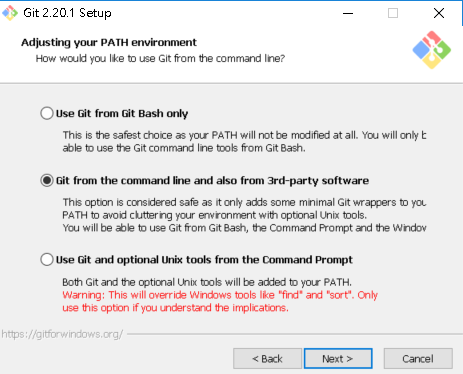 Git 2.20.1 Setup
Adjusting your PATH environment
How would you like to use Git from the command line?
Use Git from Git Bash only
This is the safest choice as your PATH will not be modified at all. You will only
able to use the Git command line tools from Git Bash.
Git from the command line and also from 3rd-party software
This option is considered safe as it only adds some minimal Git wrappers to you
PATH to avoid cluttering your environment with optional Unix tools.
You will be able to use Git from Git Bash, the Command Prompt and the Window
Use Git and optional Unix tools from the Command Prompt
Both Git and the optional Unix tools will be added to your PATH.
Warning: This will override Windows tools like "find" and "sort". Only
use this option if you understand the implications.
https://gitforwindows.org/
< Back Next > Cancel